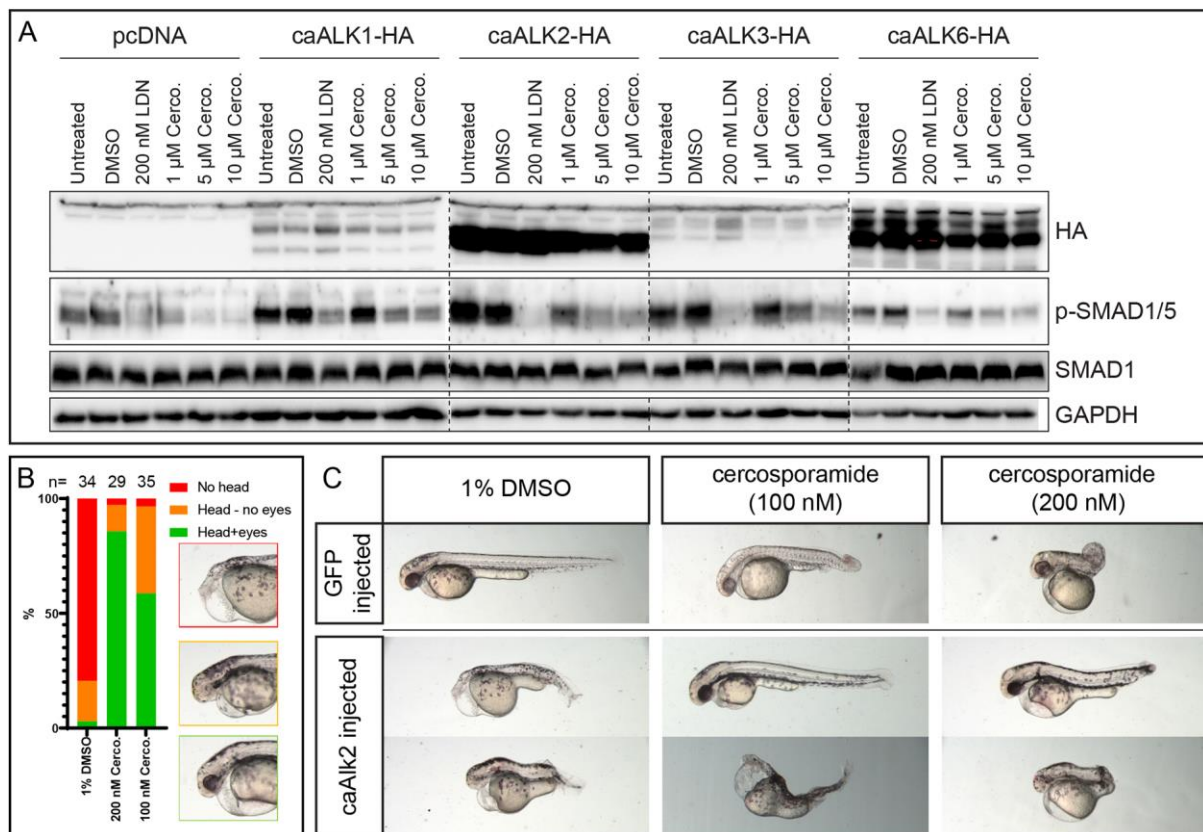 A
pcDNA caALK1-HA caALK2-HA caALK3-HA caALK6-HA
Untreated DMSO 200 nM LDN 1 µM Cerco. 5 µM Cerco. 10 µM Cerco. Untreated DMSO 200 nM LDN 1 µM Cerco. 5 µM Cerco. 10 µM Cerco. Untreated DMSO 200 nM LDN 1 µM Cerco. 5 µM Cerco. 10 µM Cerco. Untreated DMSO 200 nM LDN 1 µM Cerco. 5 µM Cerco. 10 µM Cerco. Untreated DMSO 200 nM LDN 1 µM Cerco. 5 µM Cerco. 10 µM Cerco.
HA
p-SMAD1/5
SMAD1
GAPDH
B
n= 34 29 35
No head
Head - no eyes
Head+eyes
100
50
0
%
1% DMSO 200 nM Cerco. 100 nM Cerco.
C
1% DMSO
cercosporamide
(100 nM)
cercosporamide
(200 nM)
GFP
injected
caAlk2 injected